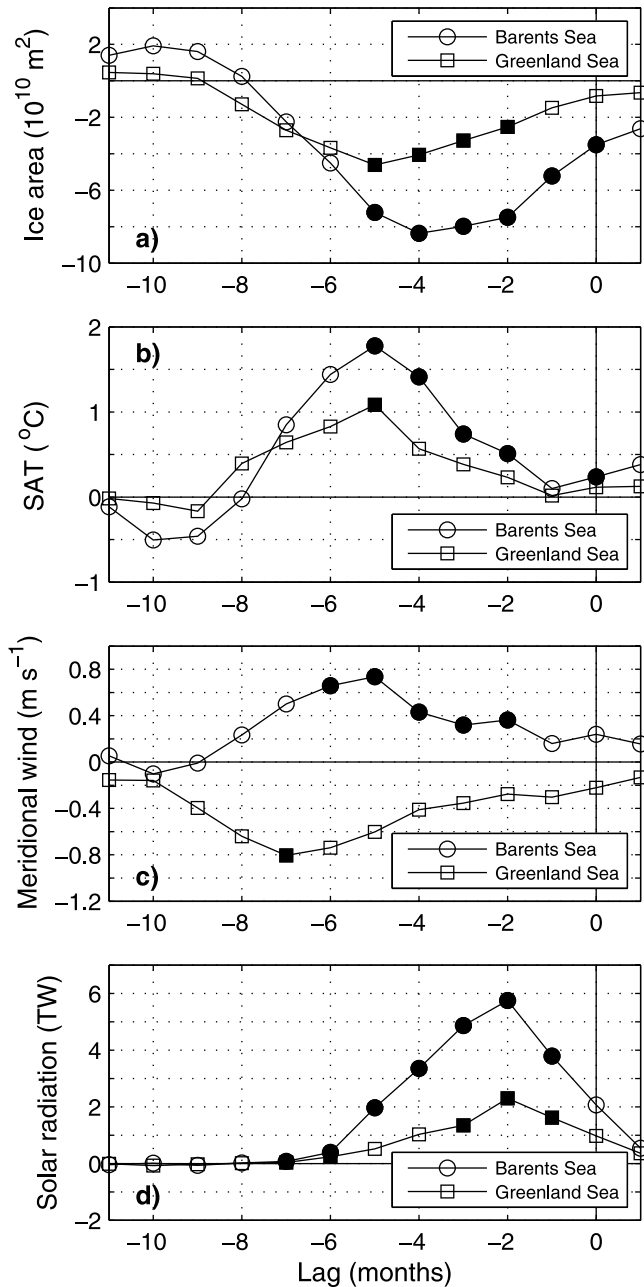 2
−2
−6
−10
Ice area (10¹⁰ m²)
Barents Sea
Greenland Sea
a)
−10 −8 −6 −4 −2 0
2
1
0
−1
SAT (°C)
b)
Barents Sea
Greenland Sea
−10 −8 −6 −4 −2 0
0.8
0.4
0
−0.4
−0.8
−1.2
Meridional wind (m s⁻¹)
Barents Sea
Greenland Sea
c)
−10 −8 −6 −4 −2 0
6
4
2
0
−2
Solar radiation (TW)
Barents Sea
Greenland Sea
d)
−10 −8 −6 −4 −2 0
Lag (months)